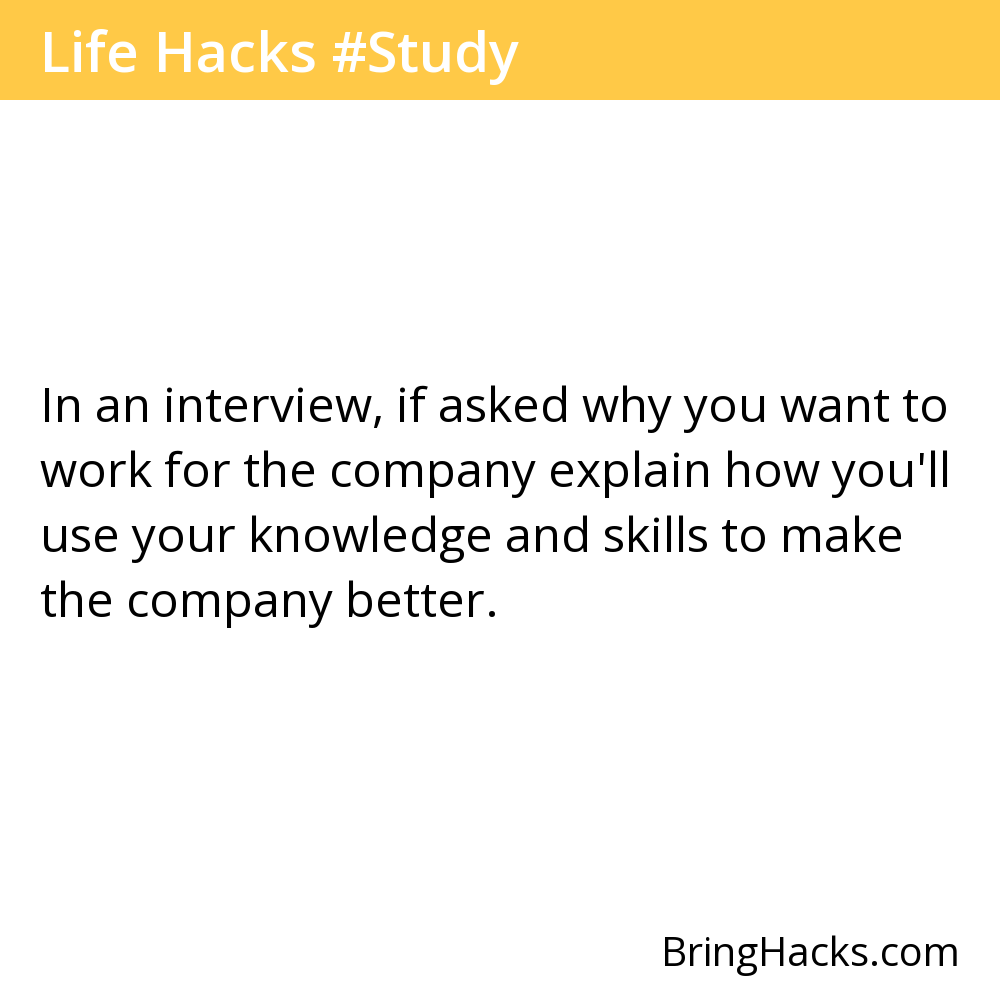 Life Hacks #Study
In an interview, if asked why you want to
work for the company explain how you'll
use your knowledge and skills to make
the company better.
BringHacks.com